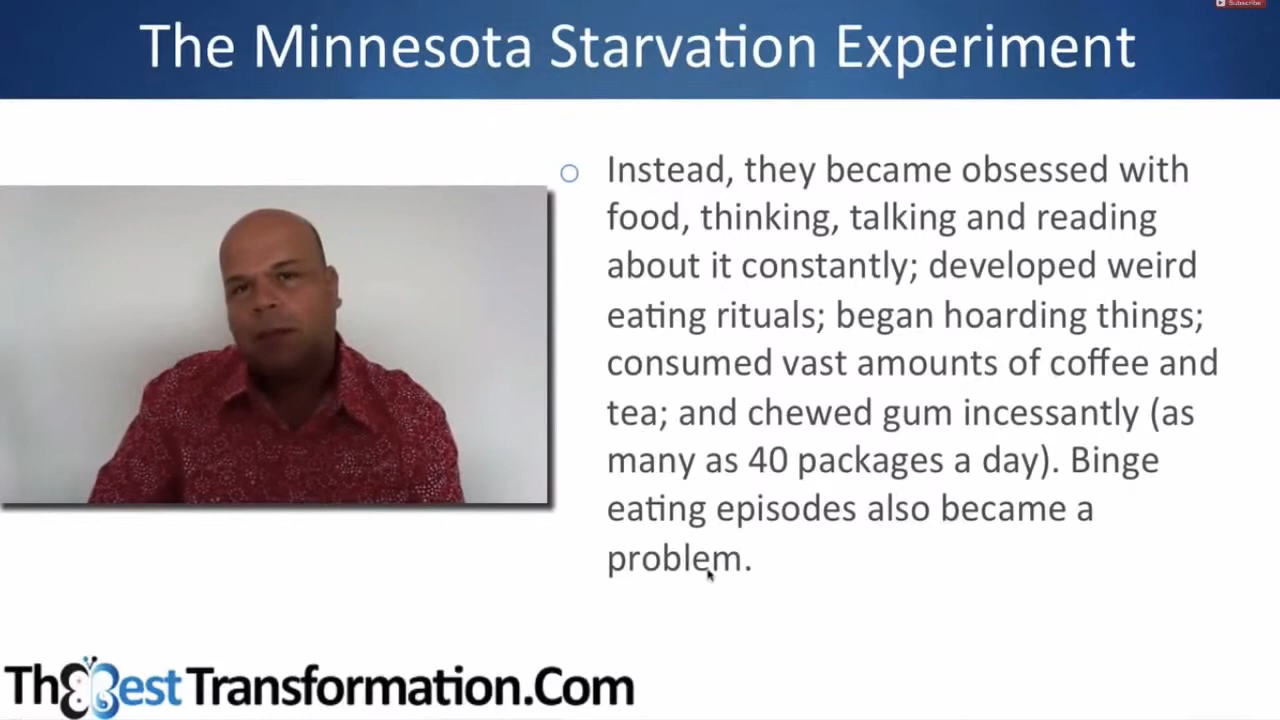 Subscribe
The Minnesota Starvation Experiment
Instead, they became obsessed with
food, thinking, talking and reading
about it constantly; developed weird
eating rituals; began hoarding things;
consumed vast amounts of coffee and
tea; and chewed gum incessantly (as
many as 40 packages a day). Binge
eating episodes also became a
problem.
TheBestTransformation.Com